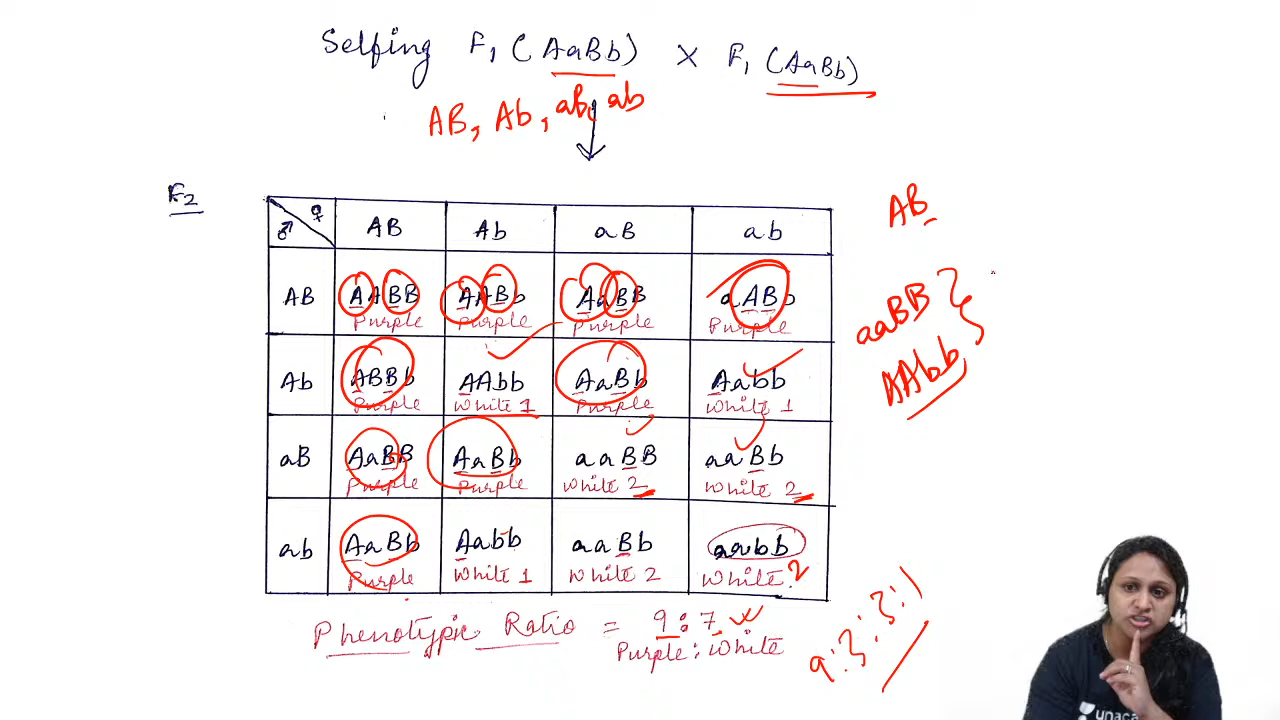 Selfing F1 (AaBb) × F1 (AaBb)
AB, Ab, aB, ab
F2
♂ ♀ AB Ab aB ab
AB AABB AABb AaBB aABb
Purple Purple Purple Purple
Ab ABBb AAbb AaBb Aabb
Purple White 1 Purple White 1
aB AaBB AaBb aaBB aaBb
Purple Purple White 2 White 2
ab AaBb Aabb aaBb aabb
Purple White 1 White 2 White ?
Phenotypic Ratio = 9:7
Purple : White
AB
aaBB
AAbb
9:3:3:1
unaca